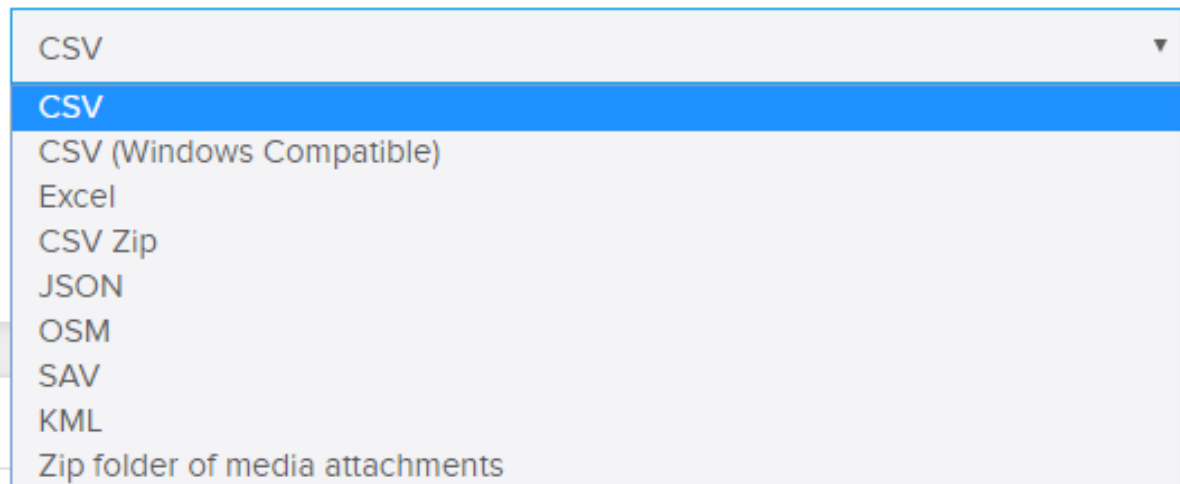 CSV
CSV
CSV (Windows Compatible)
Excel
CSV Zip
JSON
OSM
SAV
KML
Zip folder of media attachments